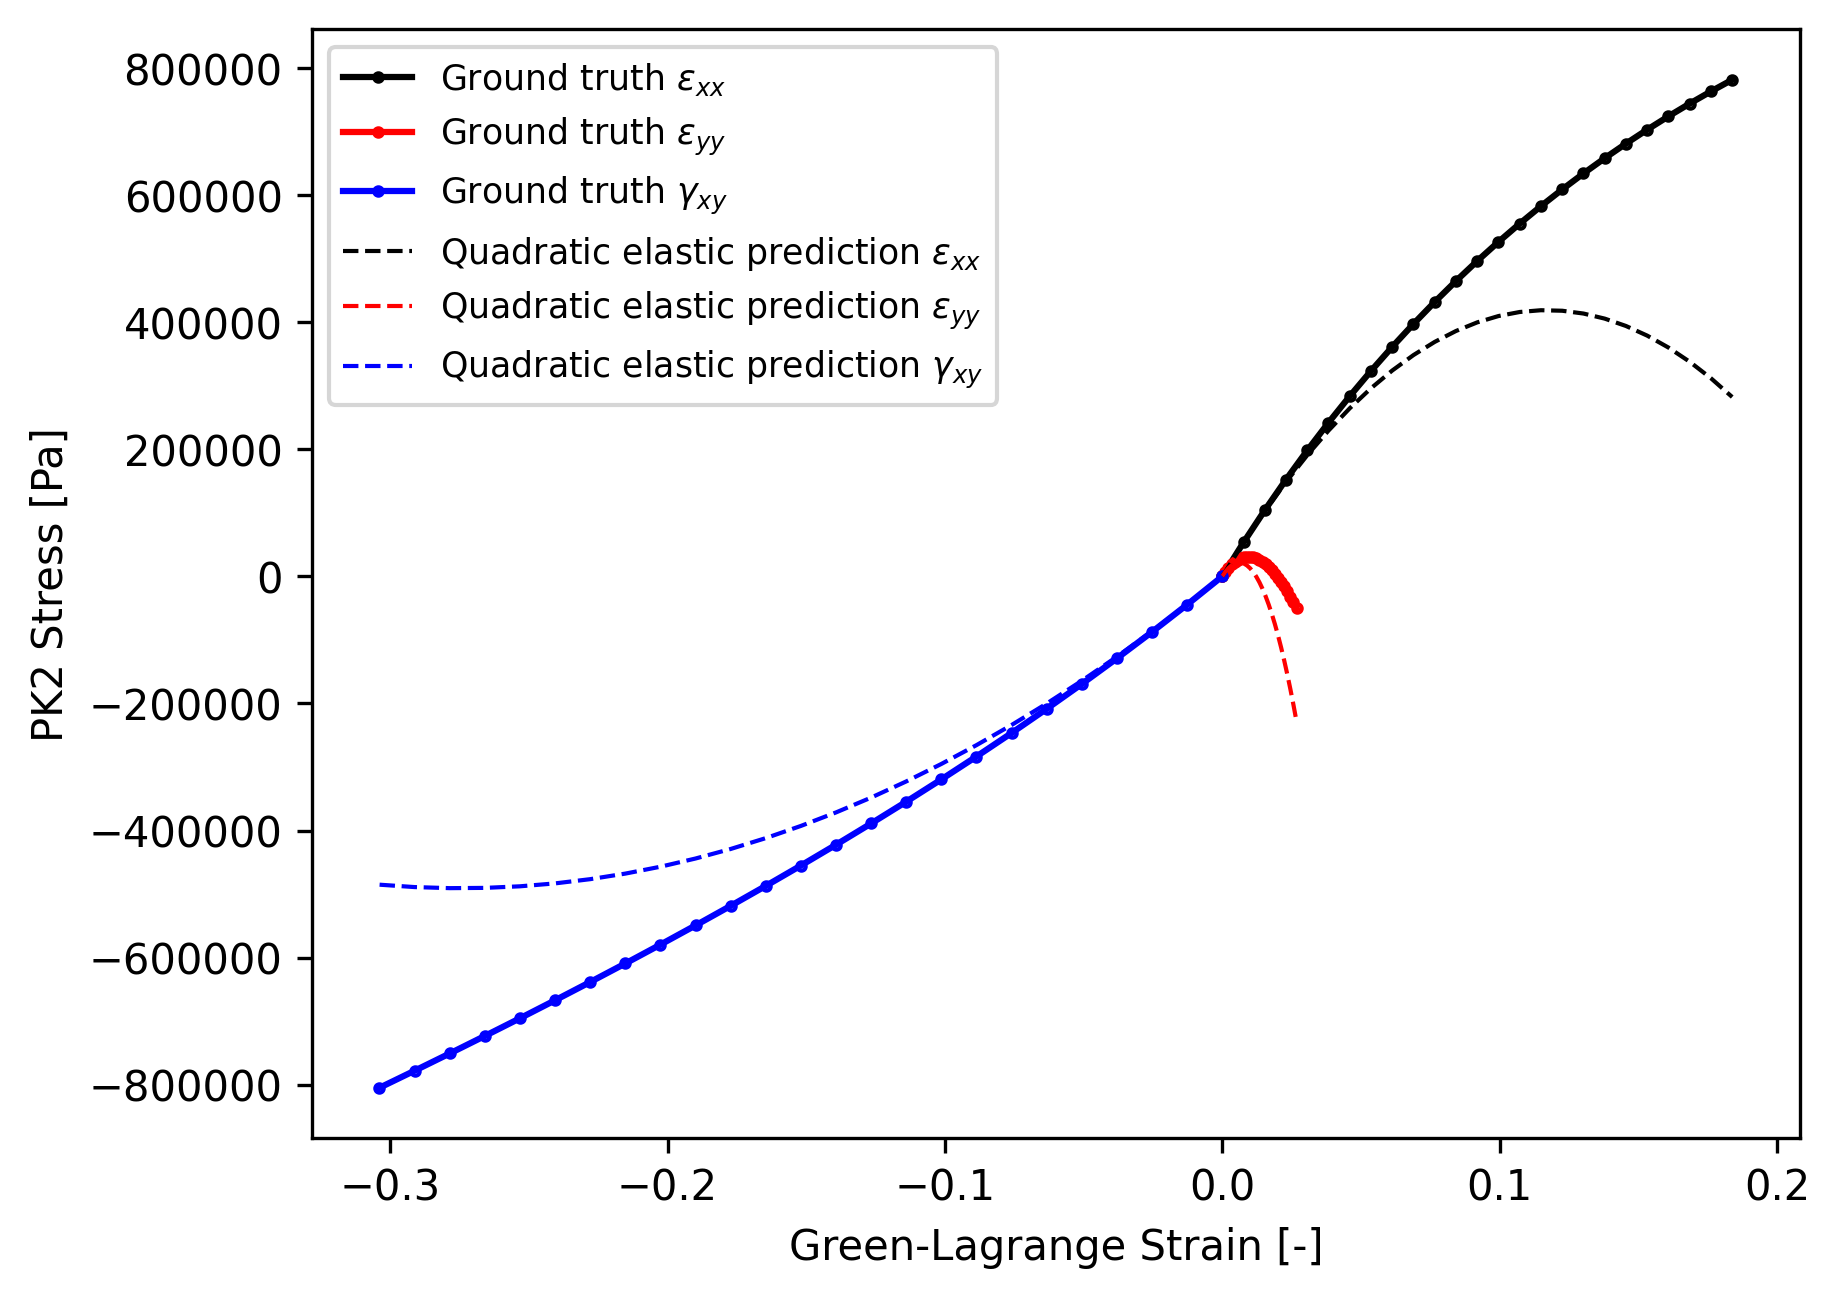 Ground truth εxx
Ground truth εyy
Ground truth γxy
Quadratic elastic prediction εxx
Quadratic elastic prediction εyy
Quadratic elastic prediction γxy
PK2 Stress [Pa]
800000
600000
400000
200000
0
−200000
−400000
−600000
−800000
−0.3 −0.2 −0.1 0.0 0.1 0.2
Green-Lagrange Strain [-]